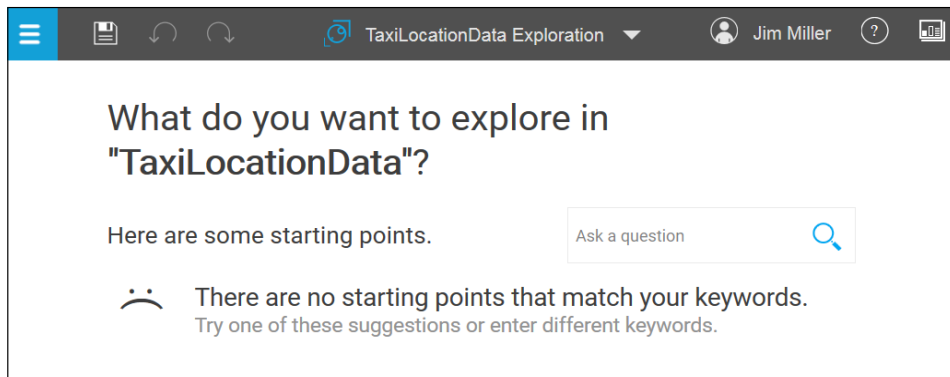 TaxiLocationData Exploration
Jim Miller
?
What do you want to explore in
"TaxiLocationData"?
Here are some starting points.
Ask a question
There are no starting points that match your keywords.
Try one of these suggestions or enter different keywords.